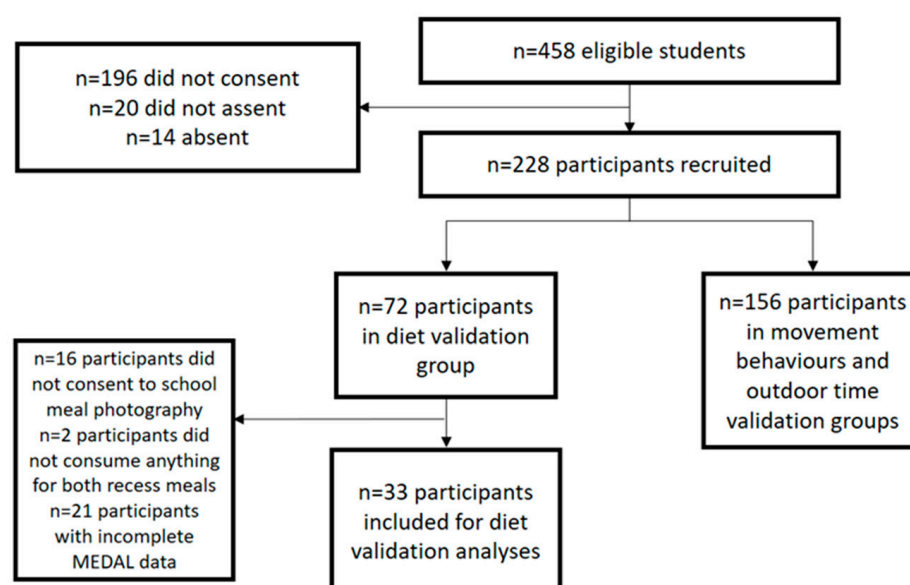 n=458 eligible students
n=196 did not consent
n=20 did not assent
n=14 absent
n=228 participants recruited
n=72 participants
in diet validation
group
n=156 participants
in movement
behaviours and
outdoor time
validation groups
n=16 participants did
not consent to school
meal photography
n=2 participants did
not consume anything
for both recess meals
n=21 participants
with incomplete
MEDAL data
n=33 participants
included for diet
validation analyses